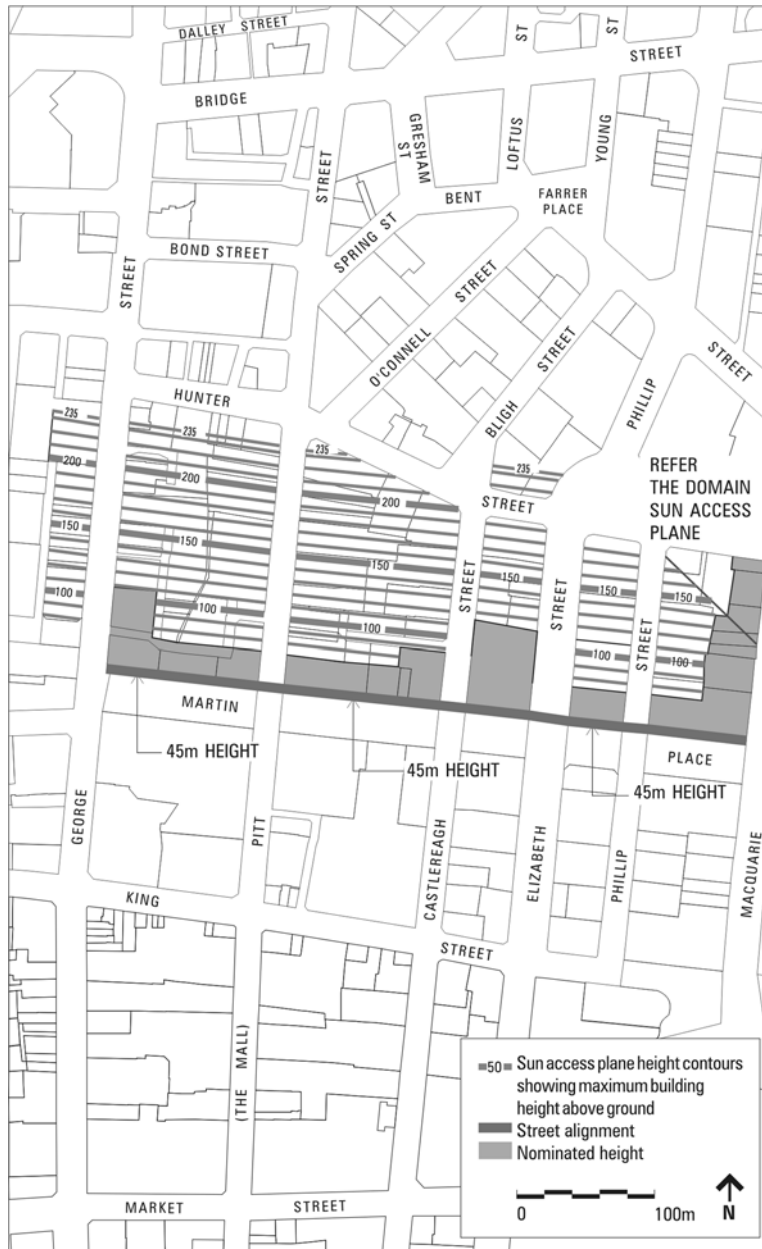 DALLEY STREET
ST
ST
STREET
BRIDGE
GRESHAM
ST
LOFTUS
YOUNG
STREET
BENT
FARRER
PLACE
SPRING ST
BOND STREET
STREET
STREET
O'CONNELL
STREET
STREET
PHILLIP
HUNTER
BLIGH
235
235
235
235
200
200
200
STREET
REFER
THE DOMAIN
SUN ACCESS
PLANE
150
150
150
150
150
150
100
100
100
100
100
STREET
STREET
STREET
MARTIN
PLACE
45m HEIGHT
45m HEIGHT
45m HEIGHT
GEORGE
PITT
CASTLEREAGH
ELIZABETH
PHILLIP
MACQUARIE
KING
STREET
(THE MALL)
MARKET STREET
50 Sun access plane height contours
showing maximum building
height above ground
Street alignment
Nominated height
0 100m
N